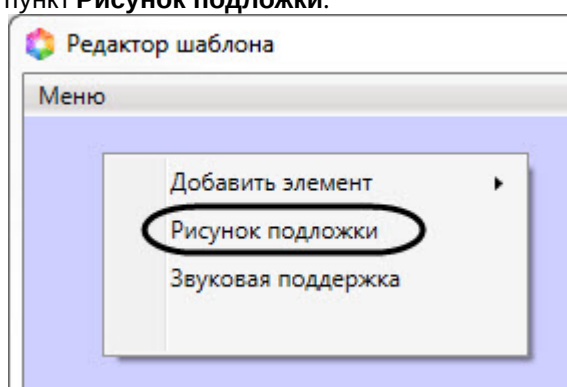 пункт Рисунок подложки.
Редактор шаблона
Меню
Добавить элемент
Рисунок подложки
Звуковая поддержка